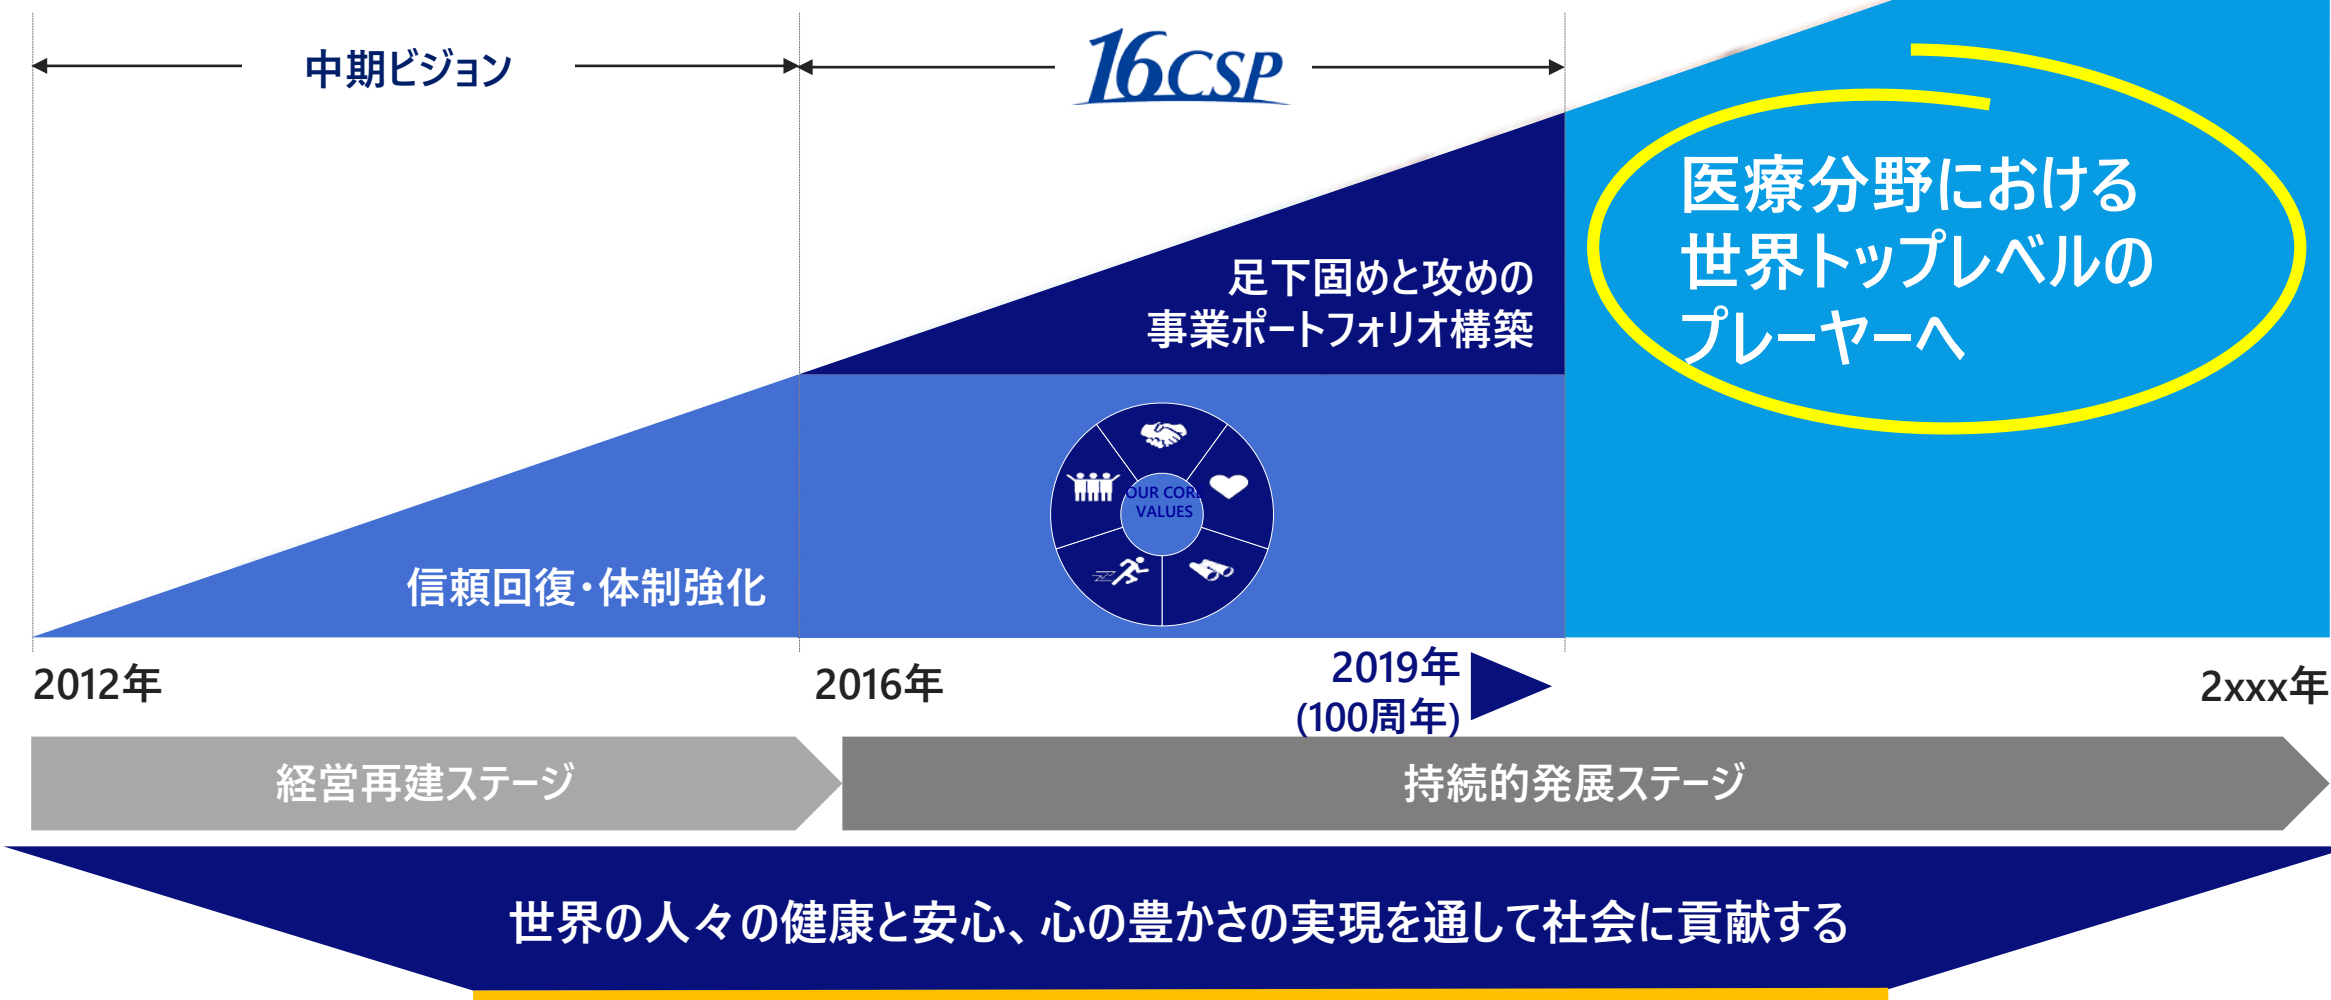 中期ビジョン
16CSP
医療分野における
世界トップレベルの
プレーヤーへ
足下固めと攻めの
事業ポートフォリオ構築
OUR CORE
VALUES
信頼回復・体制強化
2012年
2016年
2019年
(100周年)
2xxx年
経営再建ステージ
持続的発展ステージ
世界の人々の健康と安心、心の豊かさの実現を通して社会に貢献する